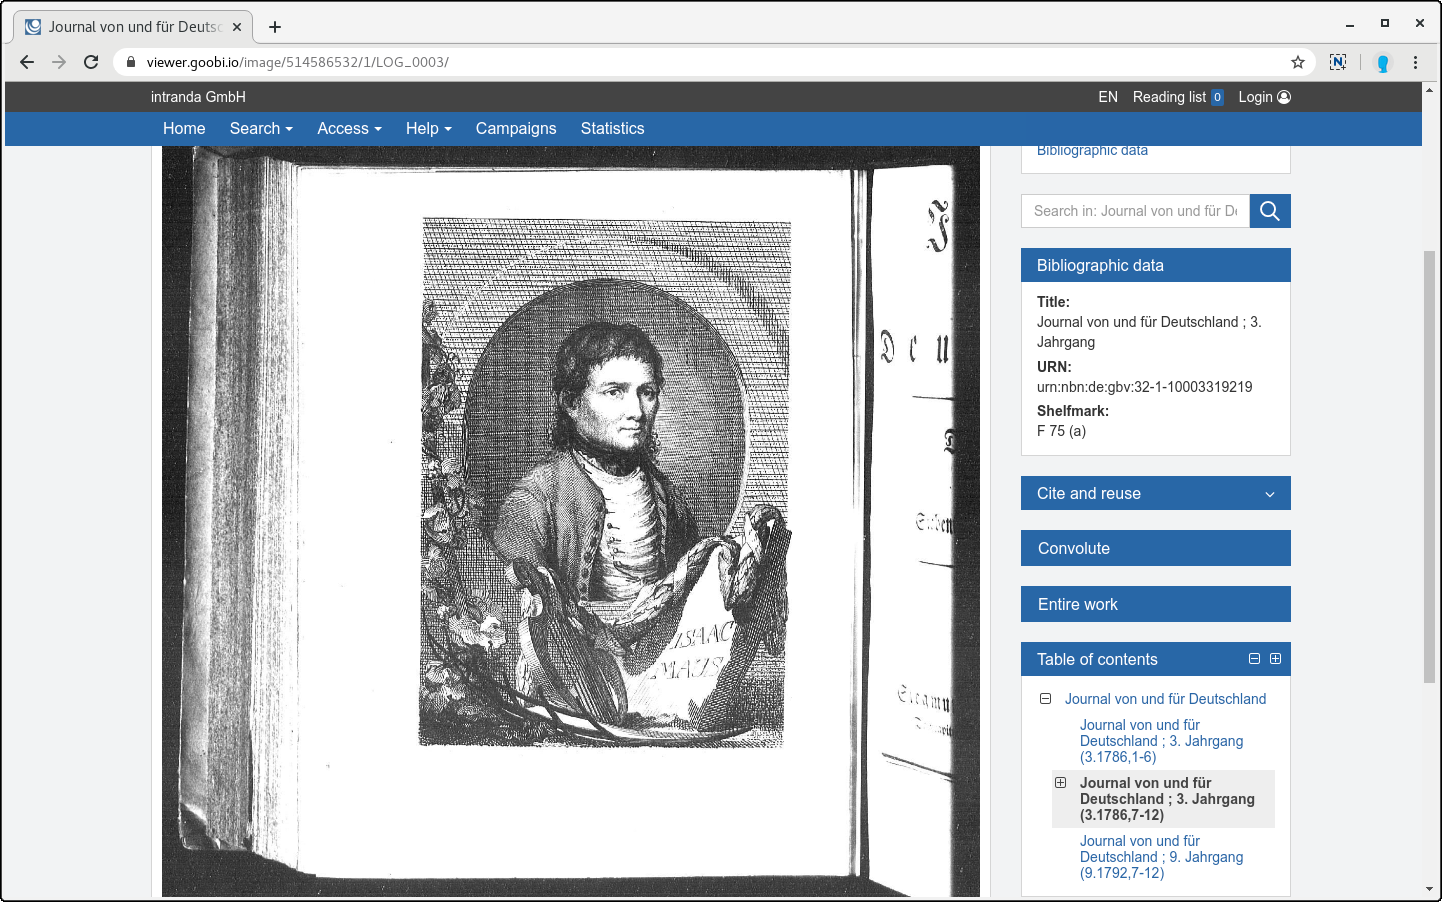 Journal von und für Deutsc
viewer.goobi.io/image/514586532/1/LOG_0003/
intranda GmbH
EN Reading list 0 Login
Home Search Access Help Campaigns Statistics
Bibliographic data
Search in: Journal von und für De
Bibliographic data
Title:
Journal von und für Deutschland ; 3.
Jahrgang
URN:
urn:nbn:de:gbv:32-1-10003319219
Shelfmark:
F 75 (a)
Cite and reuse
Convolute
Entire work
Table of contents
Journal von und für Deutschland
Journal von und für
Deutschland ; 3. Jahrgang
(3.1786,1-6)
Journal von und für
Deutschland ; 3. Jahrgang
(3.1786,7-12)
Journal von und für
Deutschland ; 9. Jahrgang
(9.1792,7-12)
ISAAC
MAUS
J
Deu